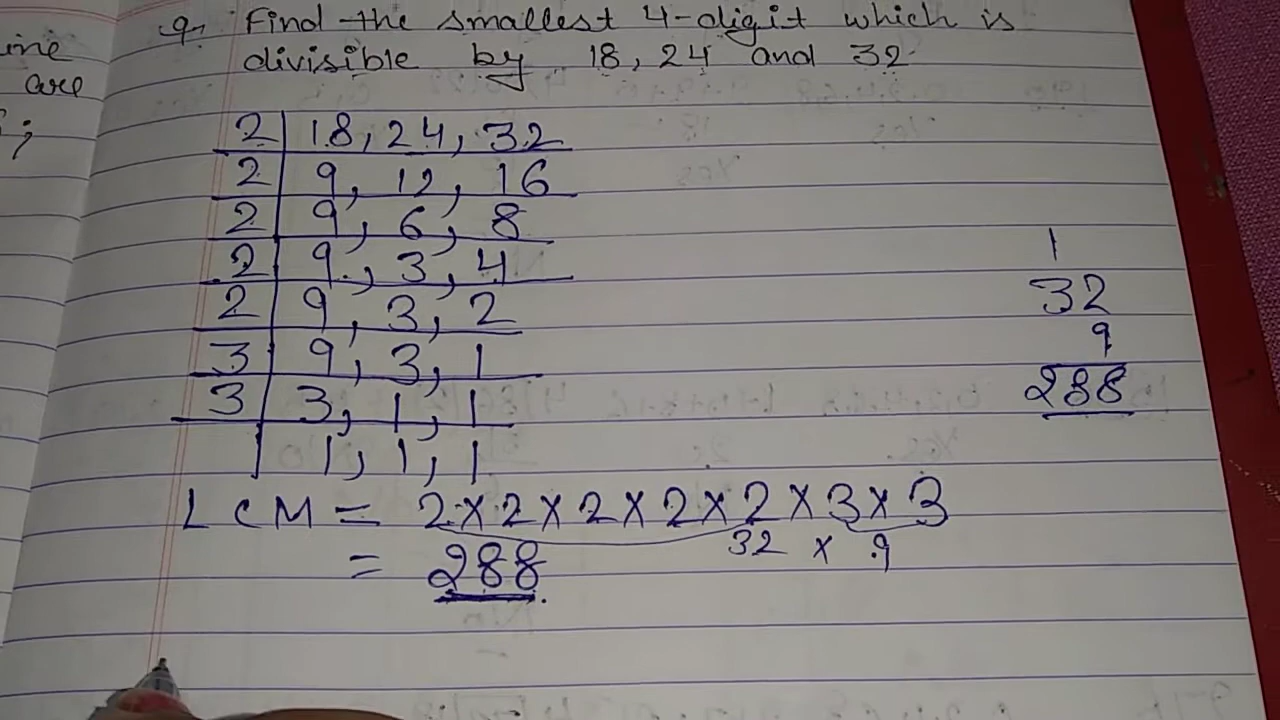 ine
are
;
Q. Find the smallest 4-digit which is
divisible by 18, 24 and 32
2 | 18, 24, 32
2 | 9, 12, 16
2 | 9, 6, 8
2 | 9, 3, 4
2 | 9, 3, 2
3 | 9, 3, 1
3 | 3, 1, 1
| 1, 1, 1
LCM = 2 × 2 × 2 × 2 × 2 × 3 × 3
32 × 9
= 288.
1
32
9
288